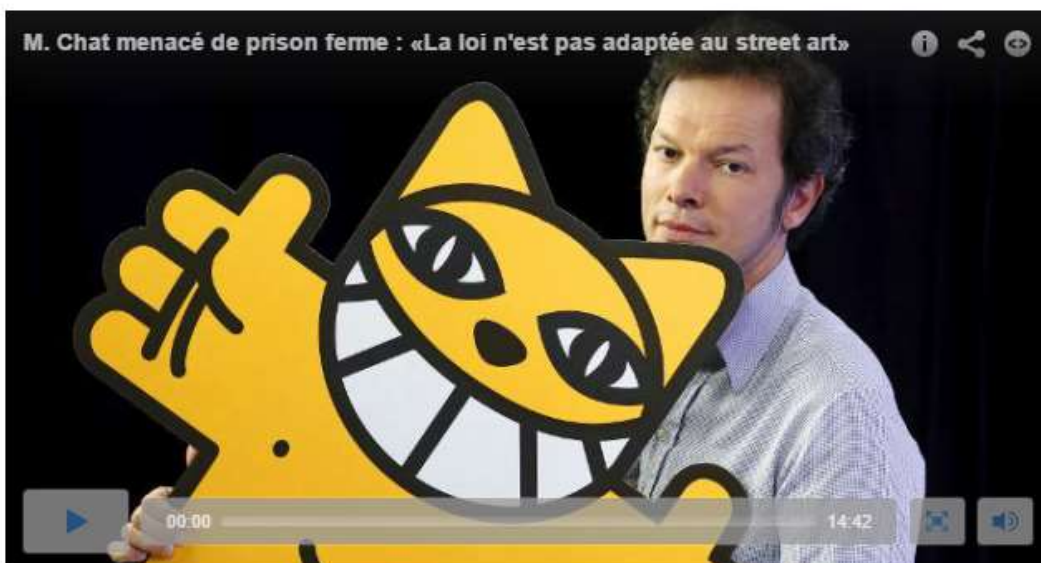 M. Chat menacé de prison ferme : «La loi n'est pas adaptée au street art»
00:00
14:42